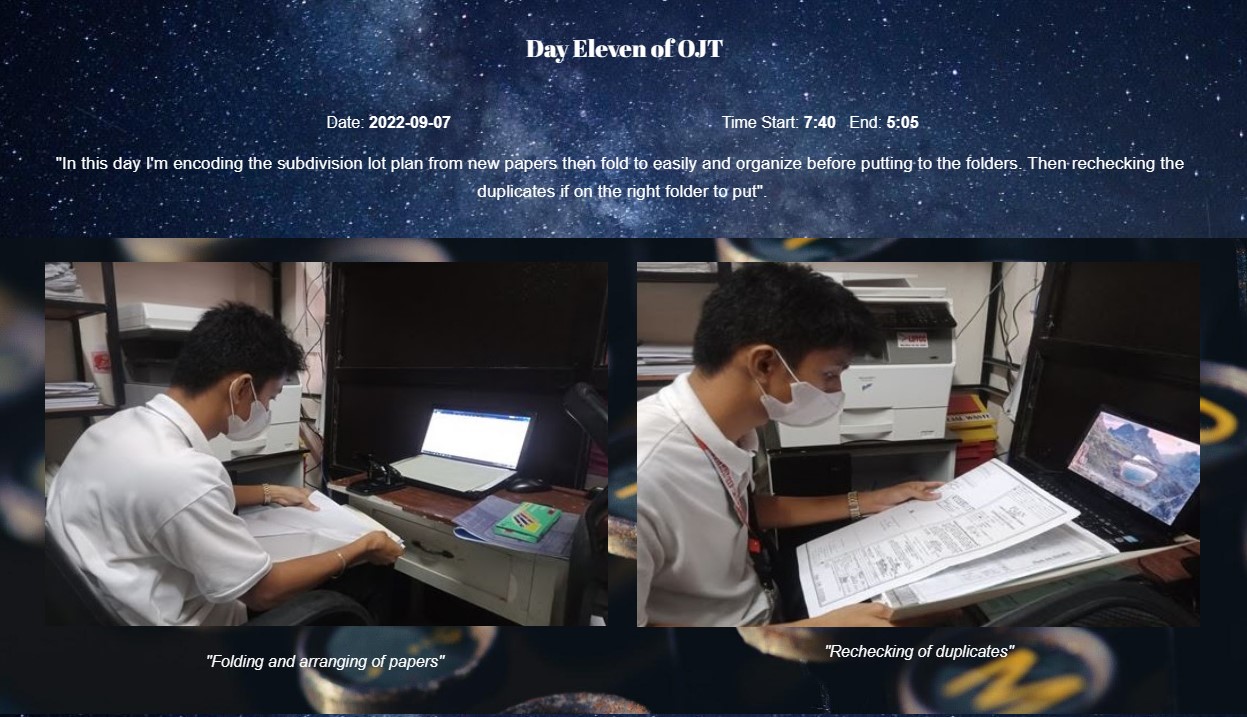 Day Eleven of OJT
Date: 2022-09-07 Time Start: 7:40 End: 5:05
"In this day I'm encoding the subdivision lot plan from new papers then fold to easily and organize before putting to the folders. Then rechecking the
duplicates if on the right folder to put".
"Folding and arranging of papers"
"Rechecking of duplicates"
M